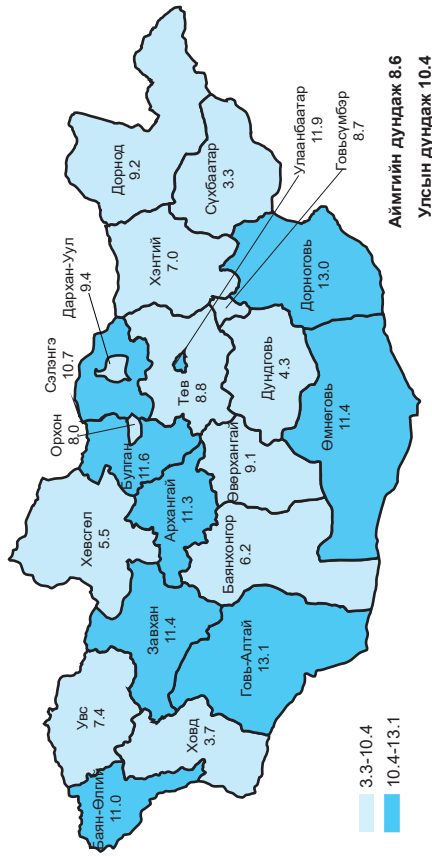 Баян-Өлгий
11.0
Увс
7.4
Ховд
3.7
Завхан
11.4
Говь-Алтай
13.1
Хөвсгөл
5.5
Орхон
8.0
Булган
11.6
Архангай
11.3
Баянхонгор
6.2
Өвөрхангай
9.1
Сэлэнгэ
10.7
Дархан-Уул
9.4
Төв
8.8
Дундговь
4.3
Өмнөговь
11.4
Дорноговь
13.0
Хэнтий
7.0
Дорнод
9.2
Сүхбаатар
3.3
Улаанбаатар
11.9
Говьсүмбэр
8.7
3.3-10.4
10.4-13.1
Аймгийн дундаж 8.6
Улсын дундаж 10.4